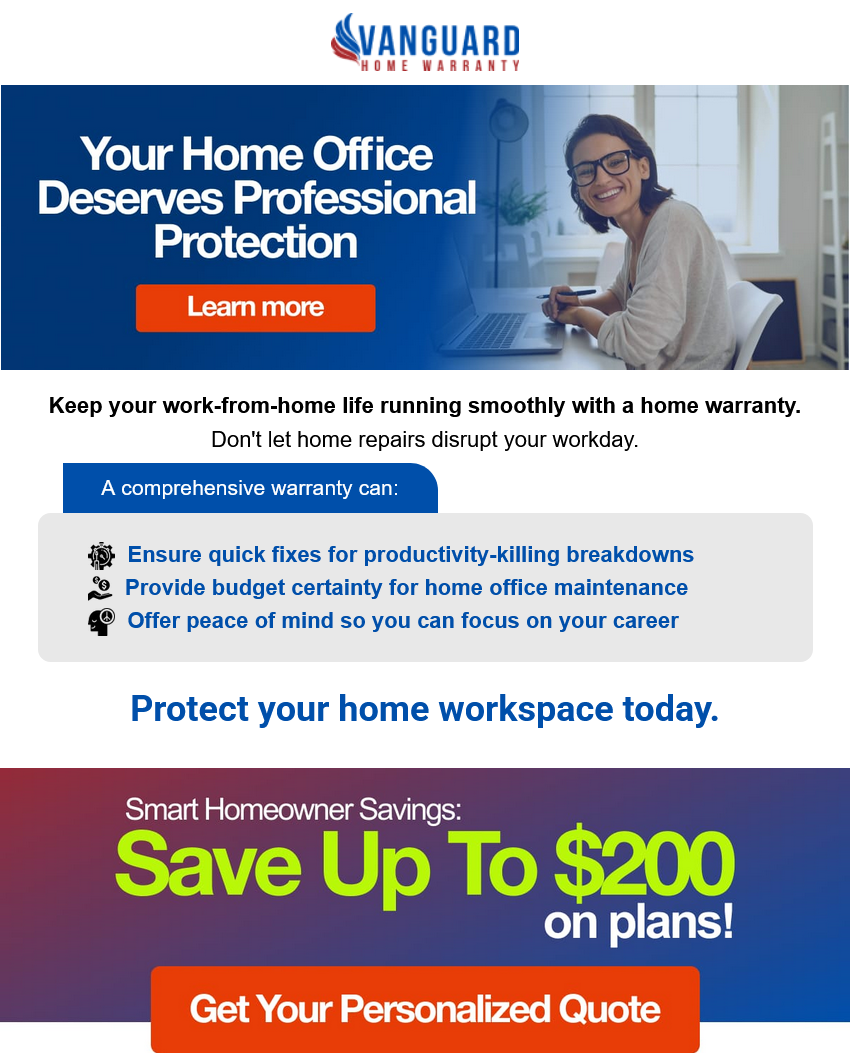 VANGUARD
HOME WARRANTY
Your Home Office
Deserves Professional
Protection
Learn more
Keep your work-from-home life running smoothly with a home warranty.
Don't let home repairs disrupt your workday.
A comprehensive warranty can:
Ensure quick fixes for productivity-killing breakdowns
Provide budget certainty for home office maintenance
Offer peace of mind so you can focus on your career
Protect your home workspace today.
Smart Homeowner Savings:
Save Up To $200
on plans!
Get Your Personalized Quote